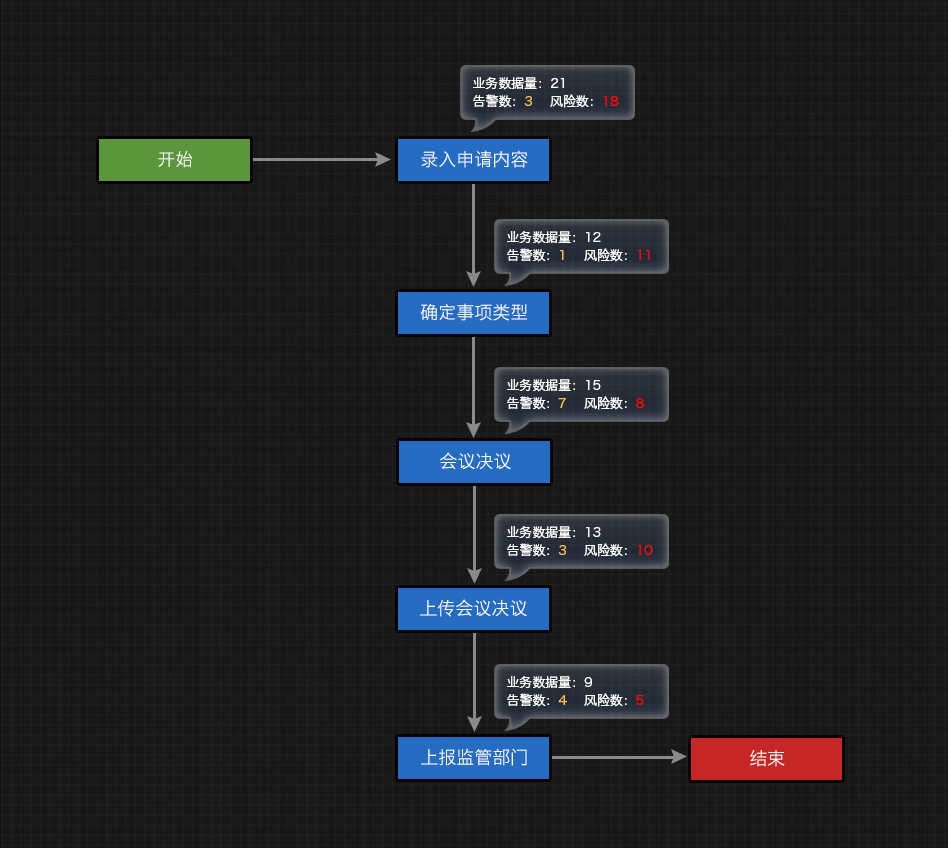 业务数据量：21
告警数：3 风险数：18
开始
录入申请内容
业务数据量：12
告警数：1 风险数：11
确定事项类型
业务数据量：15
告警数：7 风险数：8
会议决议
业务数据量：13
告警数：3 风险数：10
上传会议决议
业务数据量：9
告警数：4 风险数：5
上报监管部门
结束